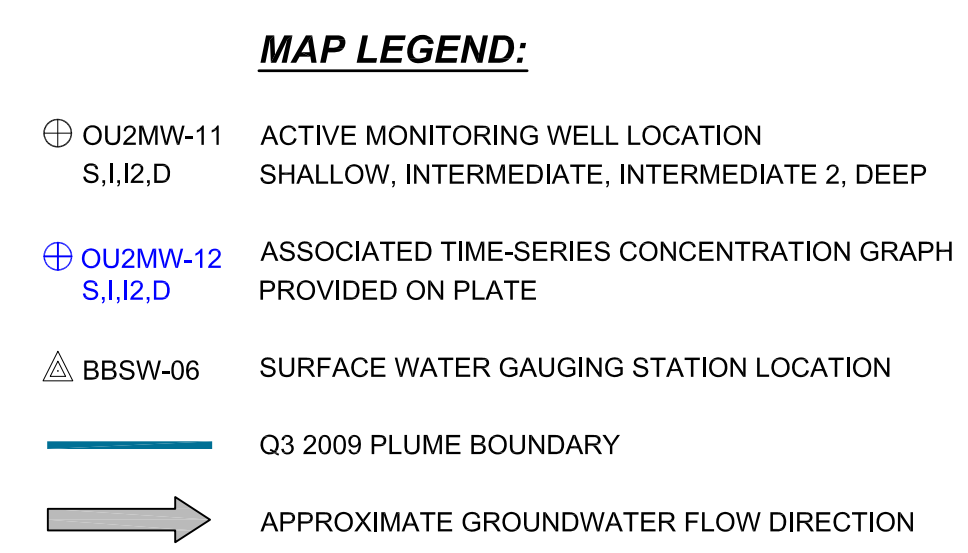 MAP LEGEND:
OU2MW-11 ACTIVE MONITORING WELL LOCATION
S,I,I2,D SHALLOW, INTERMEDIATE, INTERMEDIATE 2, DEEP
OU2MW-12 ASSOCIATED TIME-SERIES CONCENTRATION GRAPH
S,I,I2,D PROVIDED ON PLATE
BBSW-06 SURFACE WATER GAUGING STATION LOCATION
Q3 2009 PLUME BOUNDARY
APPROXIMATE GROUNDWATER FLOW DIRECTION